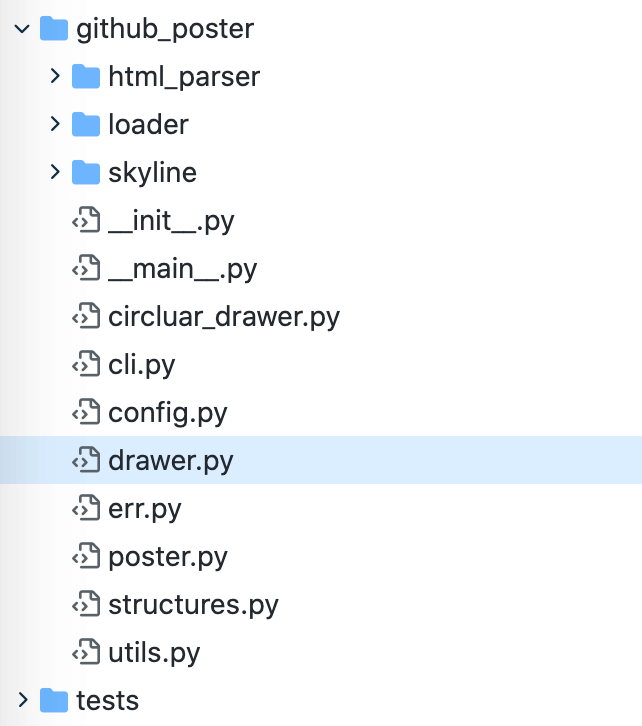 github_poster
html_parser
loader
skyline
__init__.py
__main__.py
circluar_drawer.py
cli.py
config.py
drawer.py
err.py
poster.py
structures.py
utils.py
tests